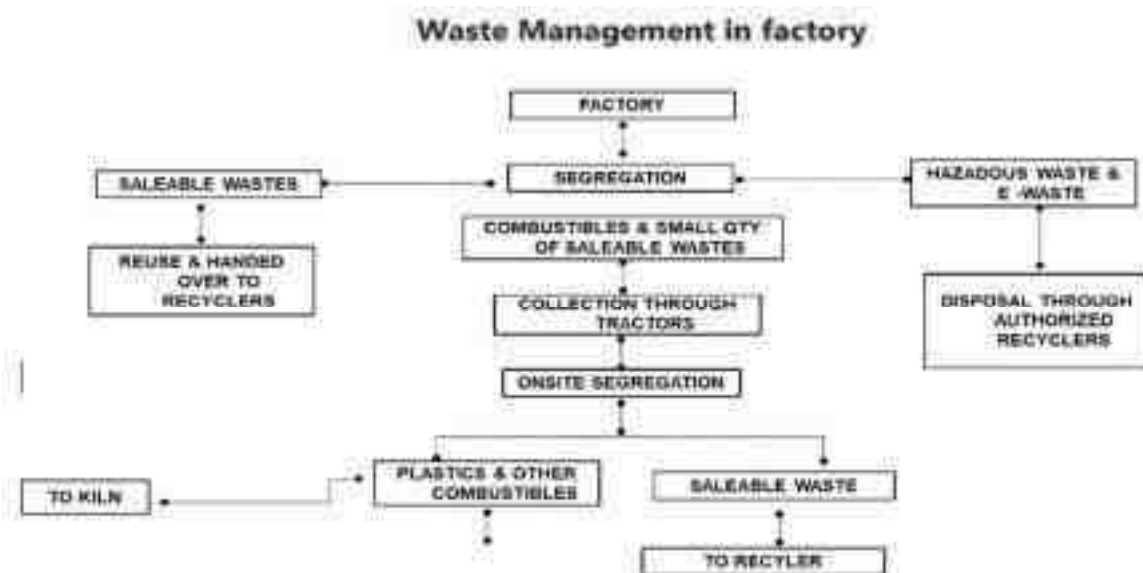 Waste Management in factory
FACTORY
SALEABLE WASTES
SEGREGATION
HAZADOUS WASTE &
E -WASTE
COMBUSTIBLES & SMALL QTY
OF SALEABLE WASTES
REUSE & HANDED
OVER TO
RECYCLERS
COLLECTION THROUGH
TRACTORS
DISPOSAL THROUGH
AUTHORIZED
RECYCLERS
ONSITE SEGREGATION
PLASTICS & OTHER
COMBUSTIBLES
SALEABLE WASTE
TO KILN
TO RECYLER